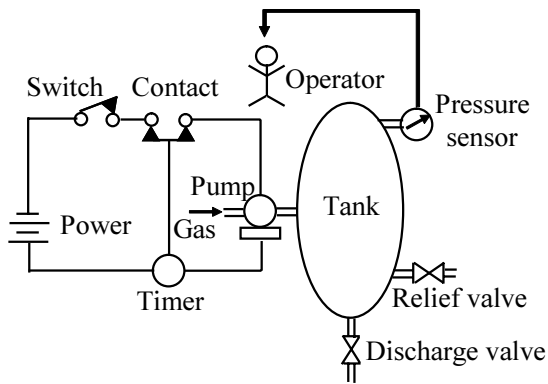 Switch
Contact
Operator
Pressure
sensor
Pump
Tank
Gas
Power
Timer
Relief valve
Discharge valve